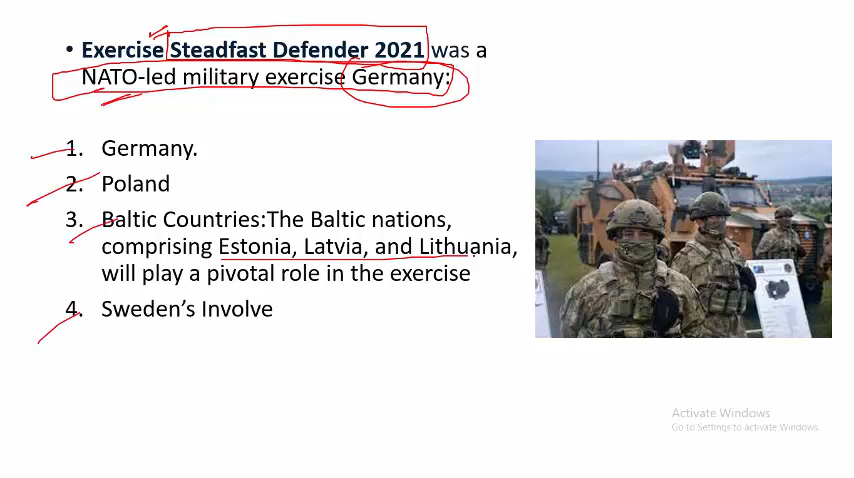 • Exercise Steadfast Defender 2021 was a
NATO-led military exercise Germany:
1. Germany.
2. Poland
3. Baltic Countries:The Baltic nations,
comprising Estonia, Latvia, and Lithuania,
will play a pivotal role in the exercise
4. Sweden’s Involve
Activate Windows
Go to Settings to activate Windows.